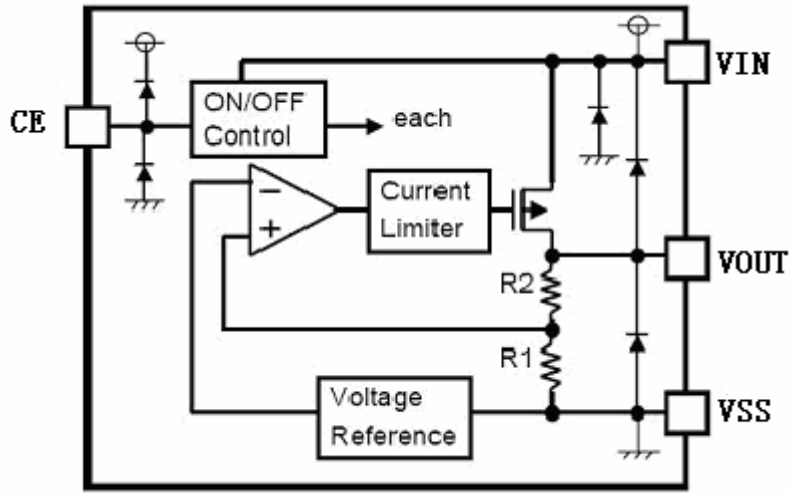 VIN
CE
ON/OFF
Control
each
−
+
Current
Limiter
R2
VOUT
R1
Voltage
Reference
VSS